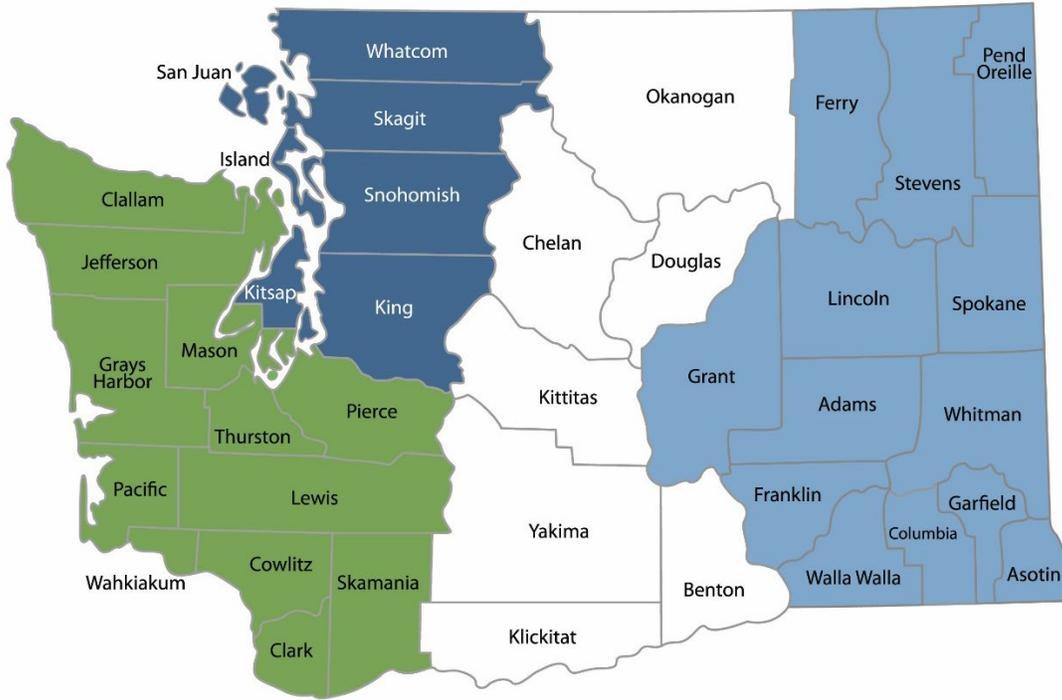 Whatcom
San Juan
Pend
Oreille
Okanogan
Ferry
Skagit
Island
Stevens
Snohomish
Clallam
Chelan
Jefferson
Douglas
Kitsap
Lincoln
Spokane
King
Mason
Grays
Harbor
Grant
Kittitas
Adams
Pierce
Whitman
Thurston
Pacific
Lewis
Franklin
Garfield
Yakima
Columbia
Cowlitz
Wahkiakum
Skamania
Walla Walla
Asotin
Benton
Klickitat
Clark